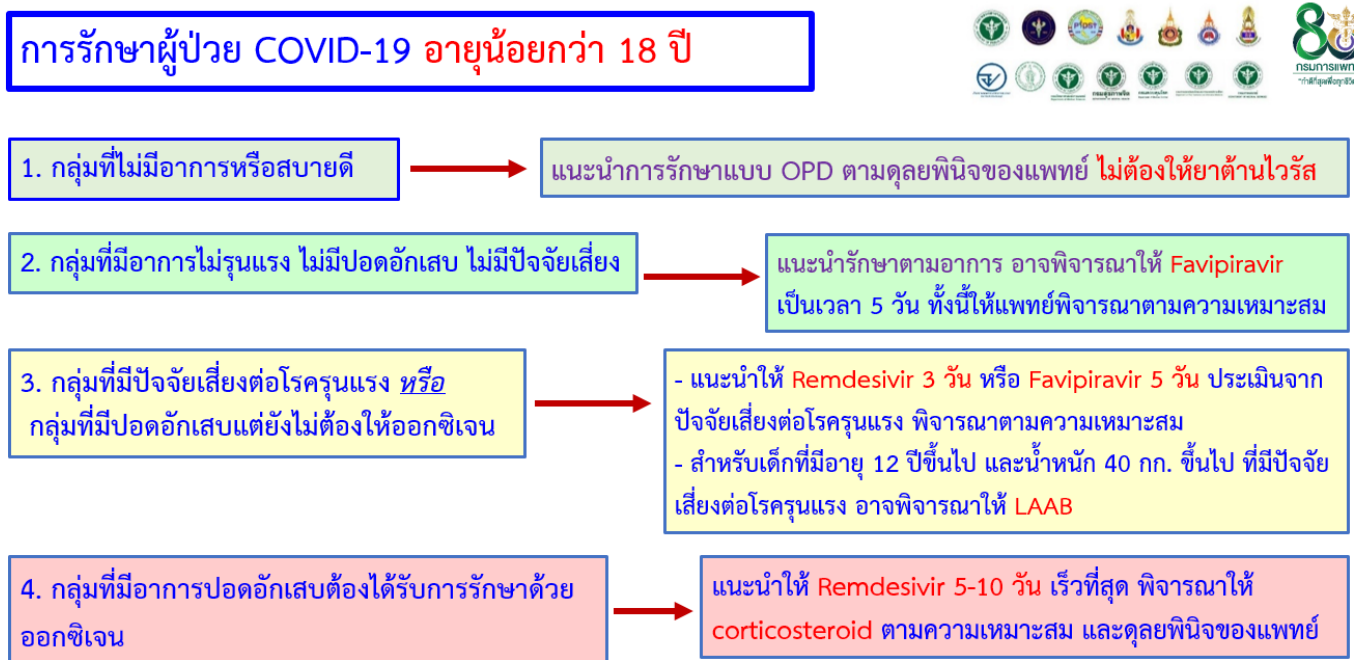 การรักษาผู้ป่วย COVID-19 อายุน้อยกว่า 18 ปี
1. กลุ่มที่ไม่มีอาการหรือสบายดี
แนะนำการรักษาแบบ OPD ตามดุลยพินิจของแพทย์ ไม่ต้องให้ยาต้านไวรัส
2. กลุ่มที่มีอาการไม่รุนแรง ไม่มีปอดอักเสบ ไม่มีปัจจัยเสี่ยง
แนะนำรักษาตามอาการ อาจพิจารณาให้ Favipiravir
เป็นเวลา 5 วัน ทั้งนี้ให้แพทย์พิจารณาตามความเหมาะสม
3. กลุ่มที่มีปัจจัยเสี่ยงต่อโรครุนแรง หรือ
กลุ่มที่มีปอดอักเสบแต่ยังไม่ต้องให้ออกซิเจน
- แนะนำให้ Remdesivir 3 วัน หรือ Favipiravir 5 วัน ประเมินจาก
ปัจจัยเสี่ยงต่อโรครุนแรง พิจารณาตามความเหมาะสม
- สำหรับเด็กที่มีอายุ 12 ปีขึ้นไป และน้ำหนัก 40 กก. ขึ้นไป ที่มีปัจจัย
เสี่ยงต่อโรครุนแรง อาจพิจารณาให้ LAAB
4. กลุ่มที่มีอาการปอดอักเสบต้องได้รับการรักษาด้วย
ออกซิเจน
แนะนำให้ Remdesivir 5-10 วัน เร็วที่สุด พิจารณาให้
corticosteroid ตามความเหมาะสม และดุลยพินิจของแพทย์